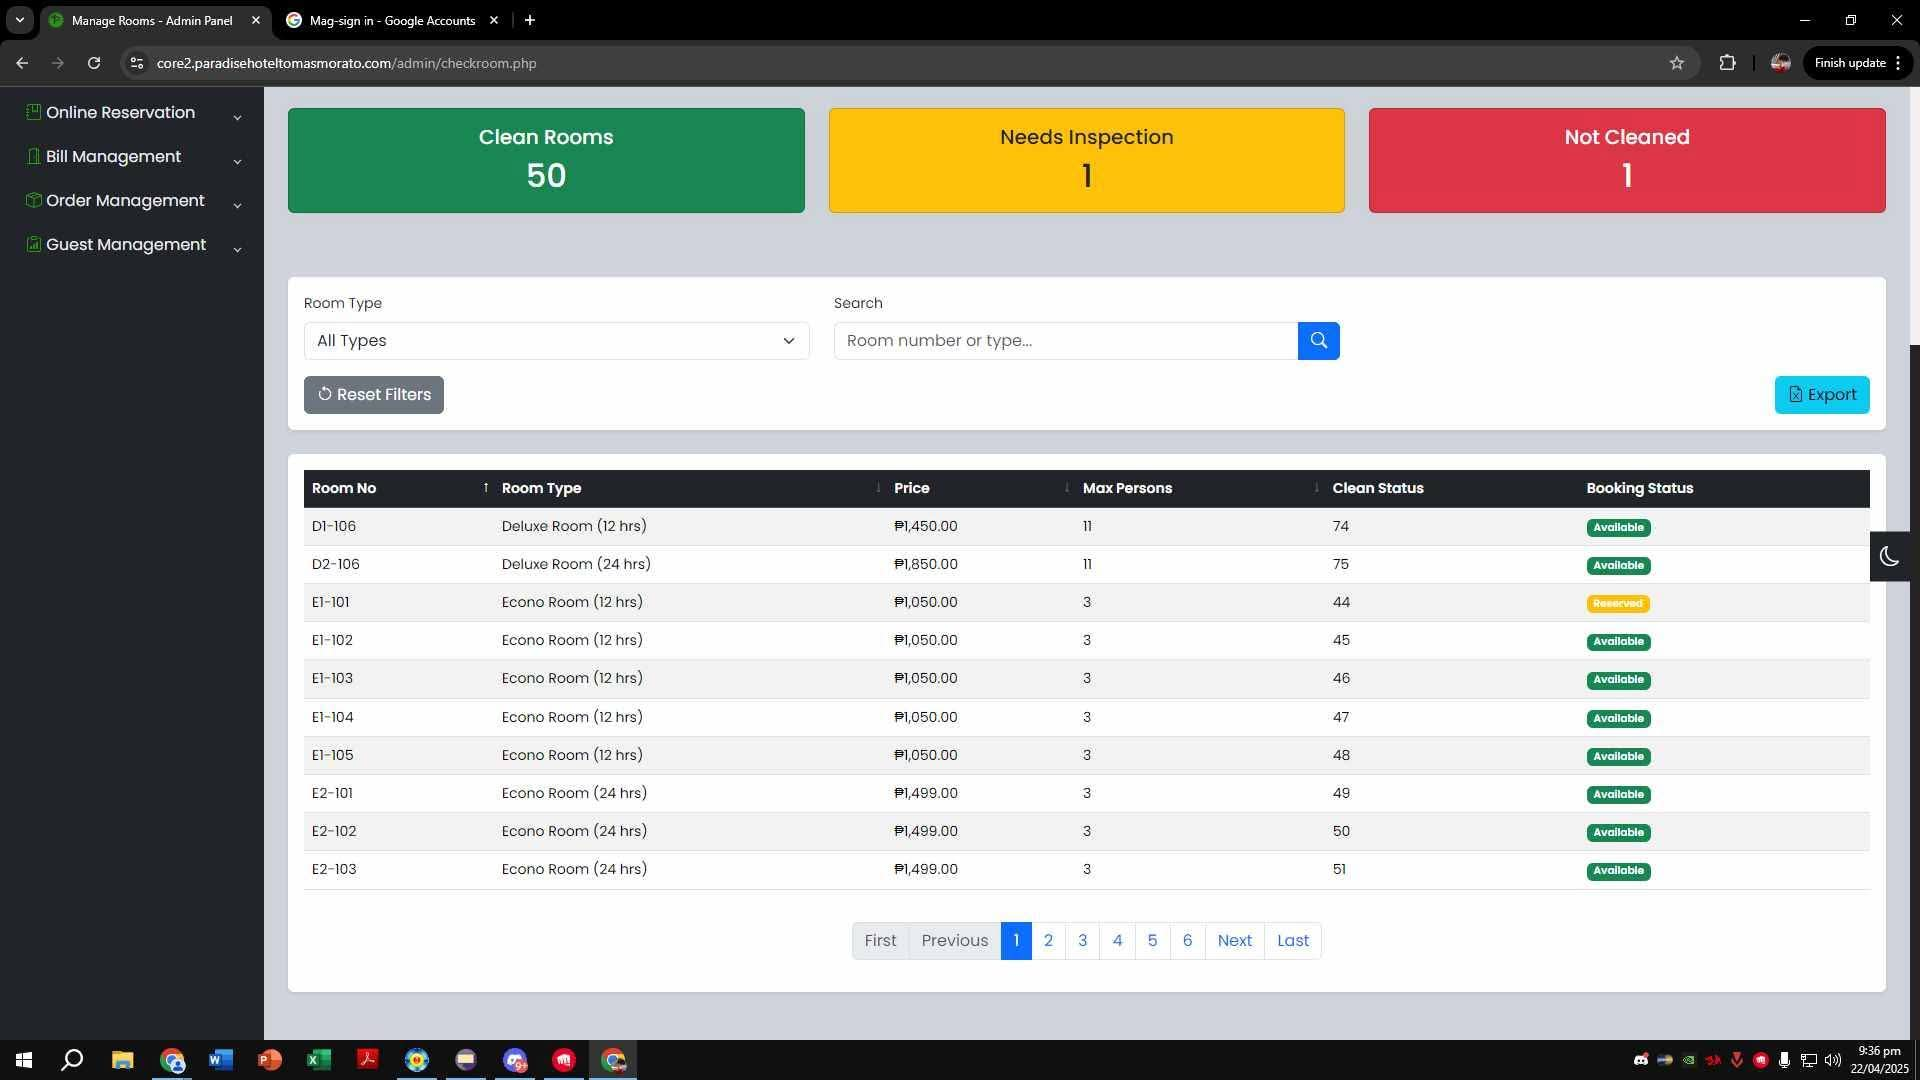 Manage Rooms - Admin Panel
Mag-sign in - Google Accounts
core2.paradisehoteltomasmorato.com/admin/checkroom.php
Finish update
Online Reservation
Bill Management
Order Management
Guest Management
Clean Rooms
50
Needs Inspection
1
Not Cleaned
1
Room Type
Search
All Types
Room number or type...
Reset Filters
Export
Room No ↑ Room Type ↓ Price ↓ Max Persons ↓ Clean Status Booking Status
D1-106 Deluxe Room (12 hrs) ₱1,450.00 11 74 Available
D2-106 Deluxe Room (24 hrs) ₱1,850.00 11 75 Available
E1-101 Econo Room (12 hrs) ₱1,050.00 3 44 Reserved
E1-102 Econo Room (12 hrs) ₱1,050.00 3 45 Available
E1-103 Econo Room (12 hrs) ₱1,050.00 3 46 Available
E1-104 Econo Room (12 hrs) ₱1,050.00 3 47 Available
E1-105 Econo Room (12 hrs) ₱1,050.00 3 48 Available
E2-101 Econo Room (24 hrs) ₱1,499.00 3 49 Available
E2-102 Econo Room (24 hrs) ₱1,499.00 3 50 Available
E2-103 Econo Room (24 hrs) ₱1,499.00 3 51 Available
First Previous 1 2 3 4 5 6 Next Last
9:36 pm
22/04/2025